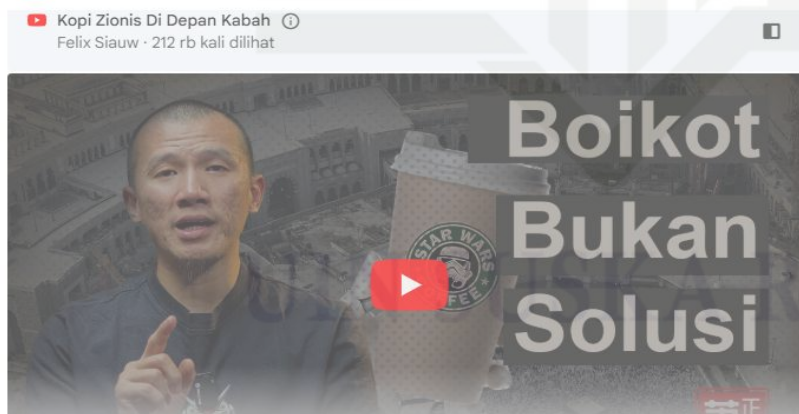 Kopi Zionis Di Depan Kabah
Felix Siauw · 212 rb kali dilihat
Boikot
Bukan
Solusi
STAR WARS
COFFEE